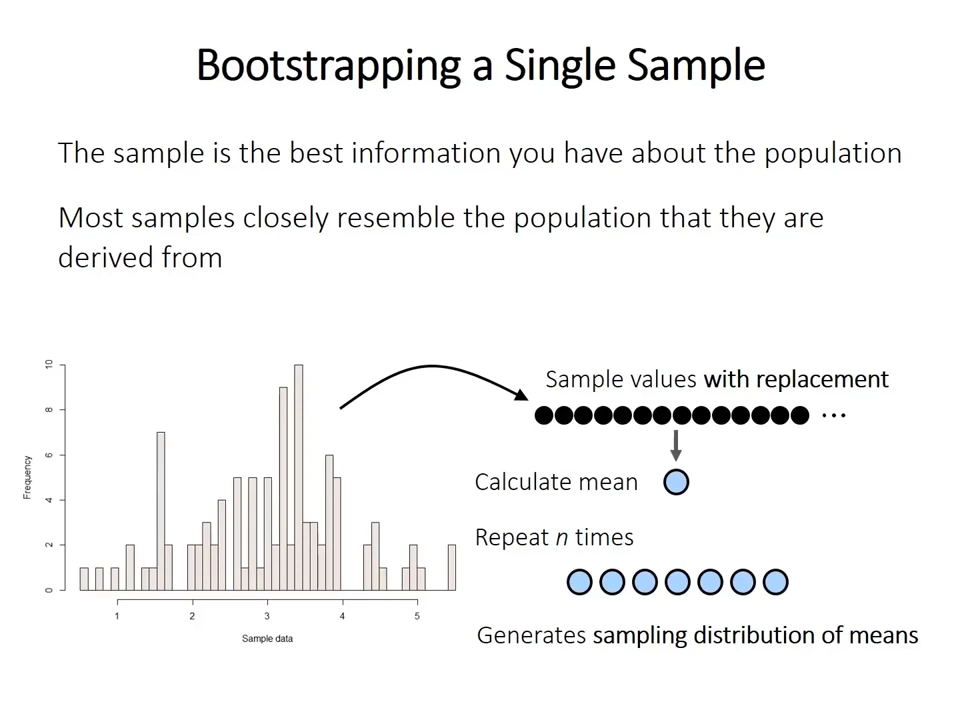 Bootstrapping a Single Sample
The sample is the best information you have about the population
Most samples closely resemble the population that they are
derived from
Sample values with replacement
...
Calculate mean
Repeat n times
Generates sampling distribution of means
Frequency
10
8
6
4
2
0
1 2 3 4 5
Sample data